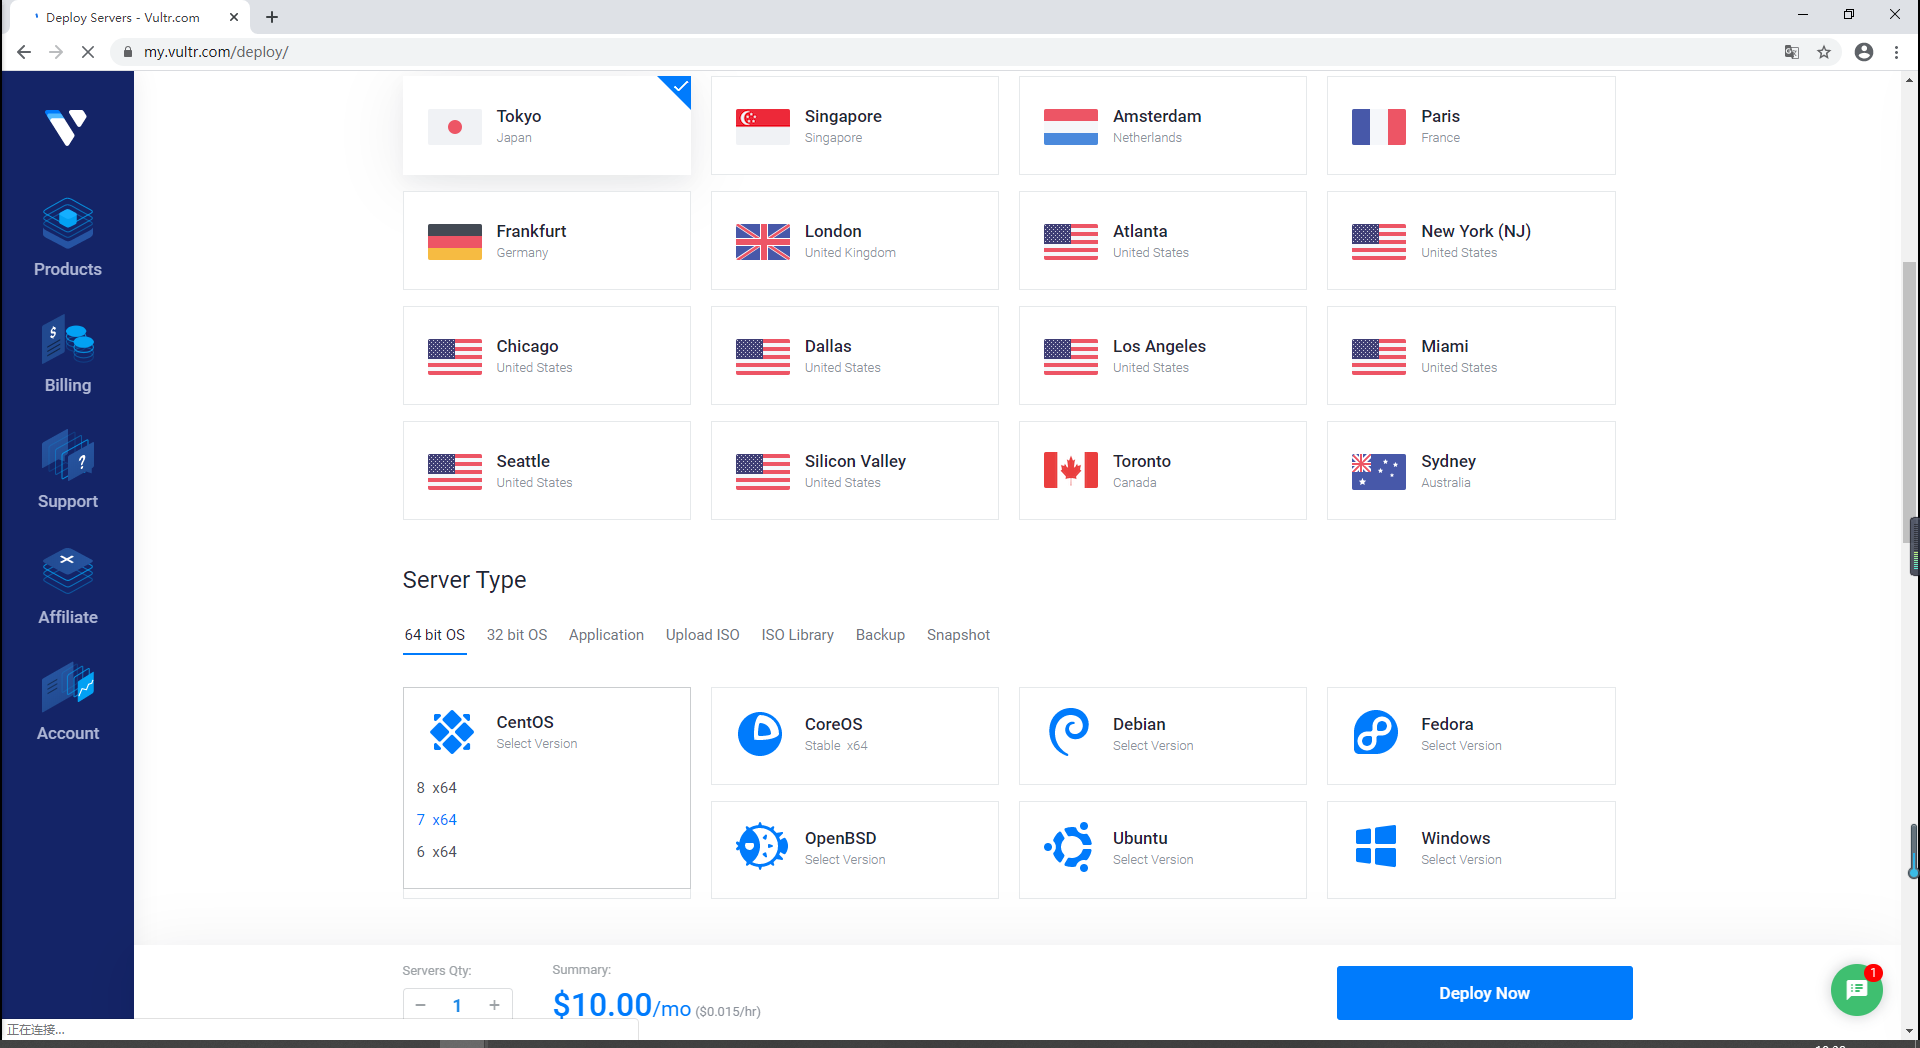 Deploy Servers - Vultr.com
my.vultr.com/deploy/
Products
Billing
Support
Affiliate
Account
Tokyo
Japan
Singapore
Singapore
Amsterdam
Netherlands
Paris
France
Frankfurt
Germany
London
United Kingdom
Atlanta
United States
New York (NJ)
United States
Chicago
United States
Dallas
United States
Los Angeles
United States
Miami
United States
Seattle
United States
Silicon Valley
United States
Toronto
Canada
Sydney
Australia
Server Type
64 bit OS 32 bit OS Application Upload ISO ISO Library Backup Snapshot
CentOS
Select Version
8 x64
7 x64
6 x64
CoreOS
Stable x64
Debian
Select Version
Fedora
Select Version
OpenBSD
Select Version
Ubuntu
Select Version
Windows
Select Version
Servers Qty:
− 1 +
Summary:
$10.00/mo ($0.015/hr)
Deploy Now
1
正在连接...